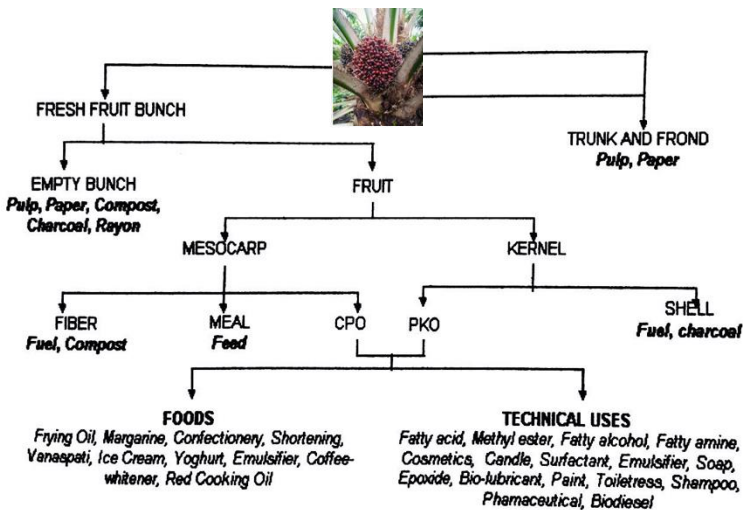 FRESH FRUIT BUNCH
TRUNK AND FROND
Pulp, Paper
EMPTY BUNCH
Pulp, Paper, Compost,
Charcoal, Rayon
FRUIT
MESOCARP
KERNEL
FIBER
Fuel, Compost
MEAL
Feed
CPO
PKO
SHELL
Fuel, charcoal
FOODS
Frying Oil, Margarine, Confectionery, Shortening,
Vanaspati, Ice Cream, Yoghurt, Emulsifier, Coffee-
whitener, Red Cooking Oil
TECHNICAL USES
Fatty acid, Methyl ester, Fatty alcohol, Fatty amine,
Cosmetics, Candle, Surfactant, Emulsifier, Soap,
Epoxide, Bio-lubricant, Paint, Toiletress, Shampoo,
Phamaceutical, Biodiesel